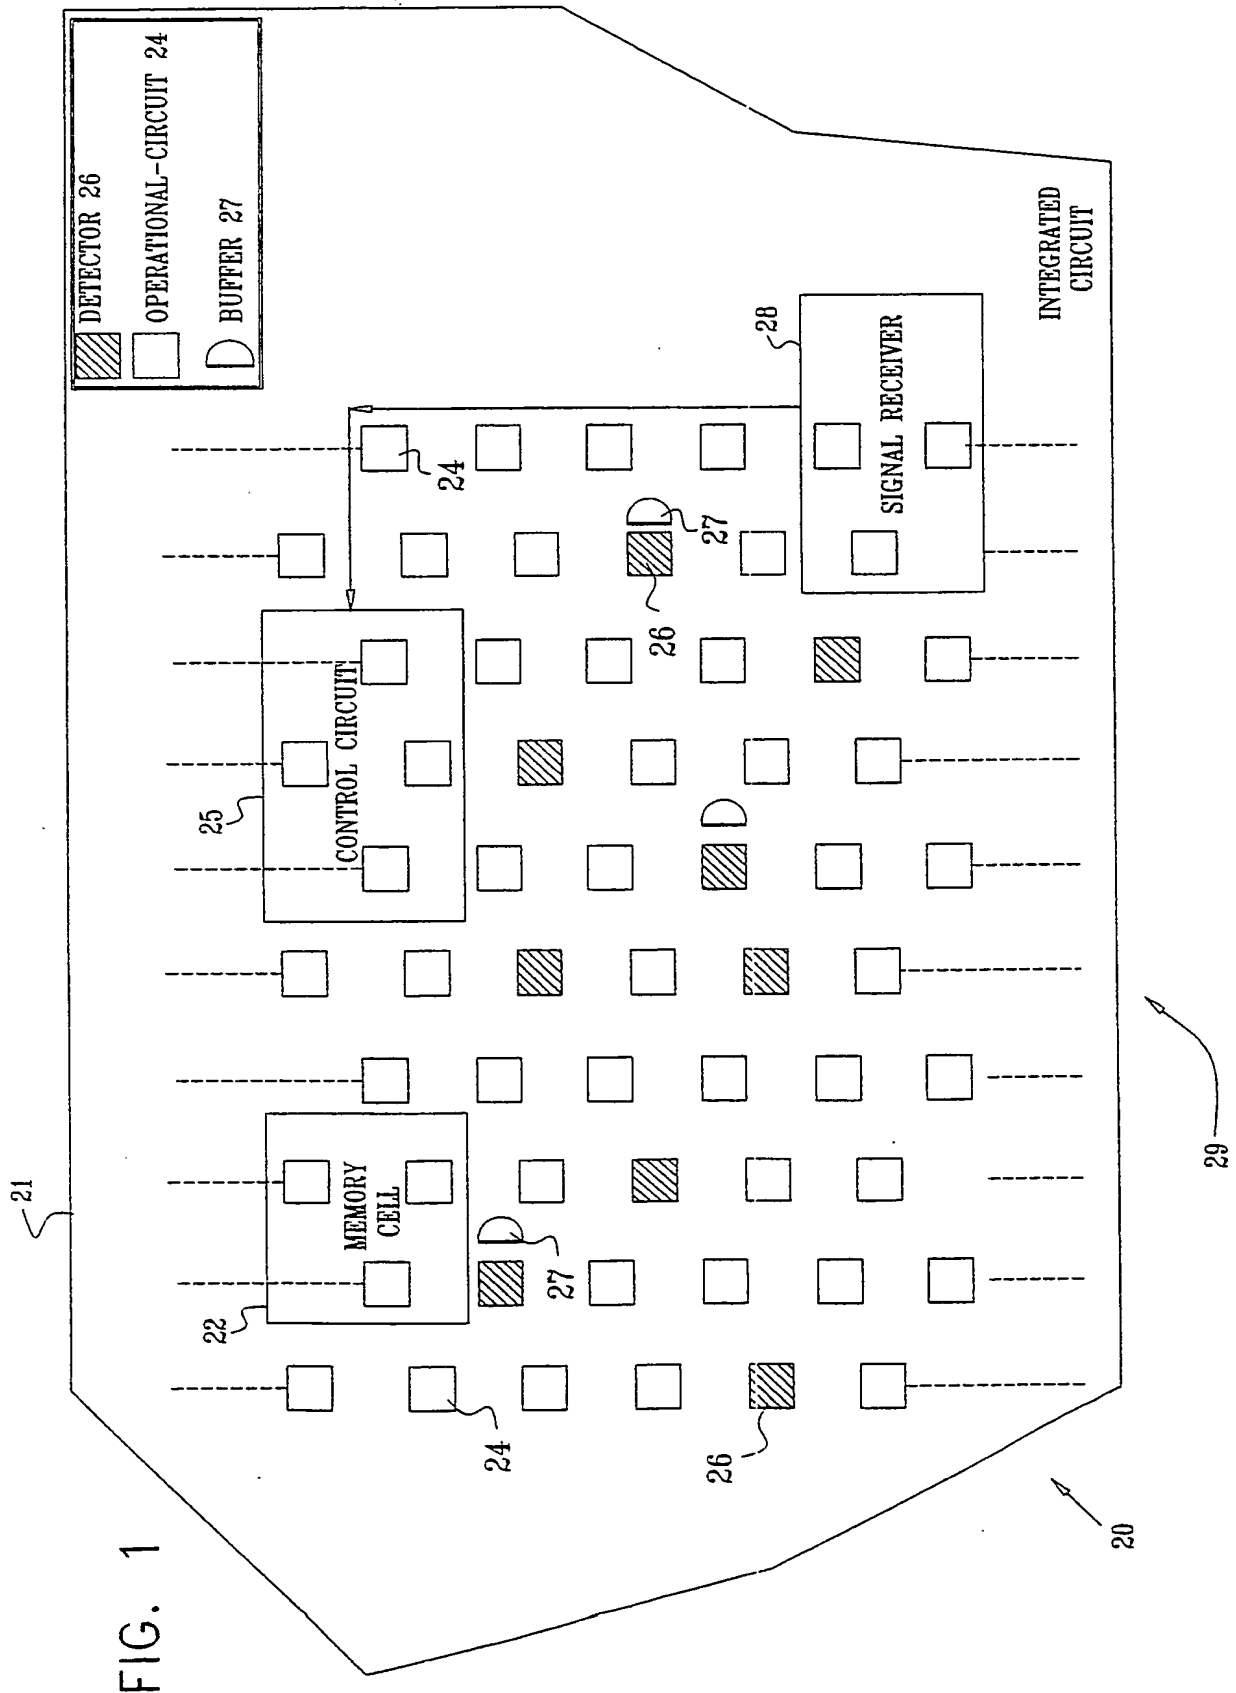 FIG. 1
21
DETECTOR 26
OPERATIONAL-CIRCUIT 24
BUFFER 27
22
MEMORY
CELL
25
CONTROL CIRCUIT
24
24
27
26
27
28
SIGNAL RECEIVER
26
INTEGRATED
CIRCUIT
20
29